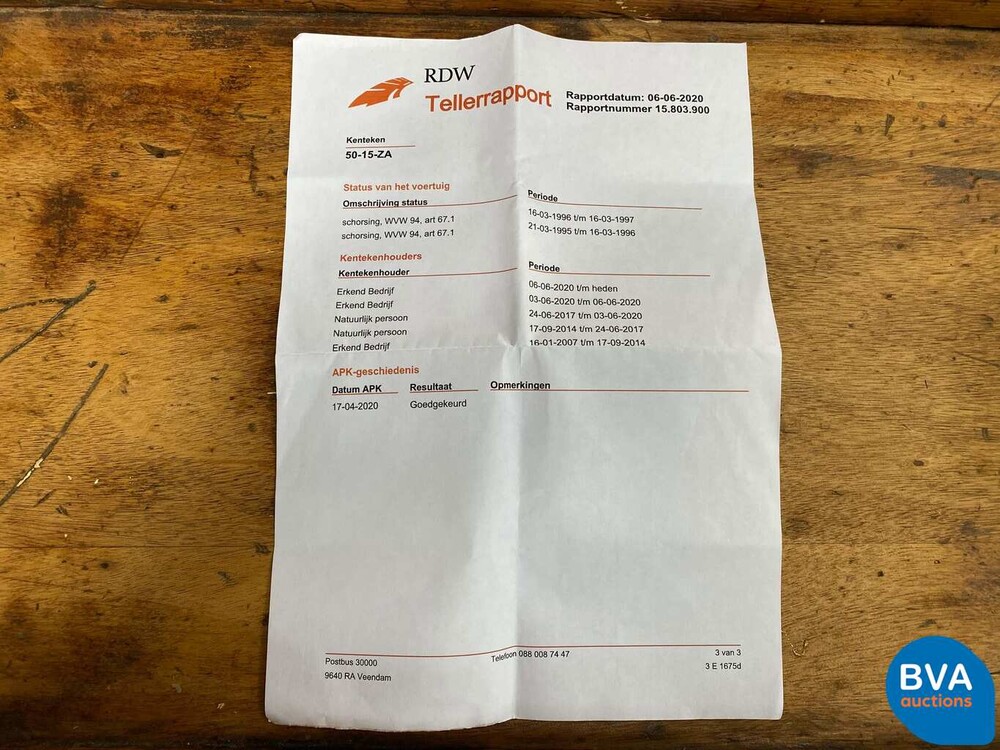 RDW
Tellerrapport
Rapportdatum: 06-06-2020
Rapportnummer 15.803.900
Kenteken
50-15-ZA
Status van het voertuig
Omschrijving status Periode
schorsing, WVW 94, art 67.1 16-03-1996 t/m 16-03-1997
schorsing, WVW 94, art 67.1 21-03-1995 t/m 16-03-1996
Kentekenhouders
Kentekenhouder Periode
Erkend Bedrijf 06-06-2020 t/m heden
Erkend Bedrijf 03-06-2020 t/m 06-06-2020
Natuurlijk persoon 24-06-2017 t/m 03-06-2020
Natuurlijk persoon 17-09-2014 t/m 24-06-2017
Erkend Bedrijf 16-01-2007 t/m 17-09-2014
APK-geschiedenis
Datum APK Resultaat Opmerkingen
17-04-2020 Goedgekeurd
Postbus 30000 Telefoon 088 008 74 47 3 van 3
9640 RA Veendam 3 E 1675d
BVA
auctions